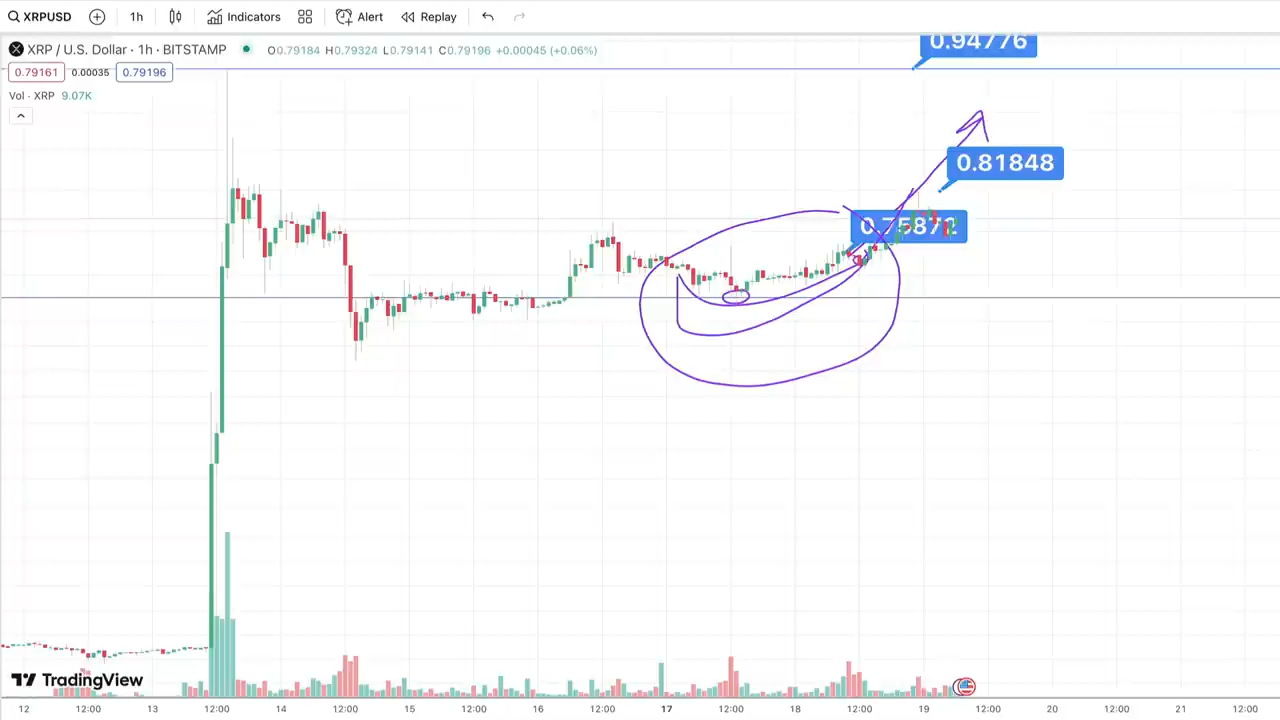 XRPUSD 1h Indicators Alert Replay
XRP / U.S. Dollar · 1h · BITSTAMP O0.79184 H0.79324 L0.79141 C0.79196 +0.00045 (+0.06%)
0.79161 0.00035 0.79196
Vol · XRP 9.07K
0.94776
0.81848
0.75872
TradingView
12 12:00 13 12:00 14 12:00 15 12:00 16 12:00 17 12:00 18 12:00 19 12:00 20 12:00 21 12:00